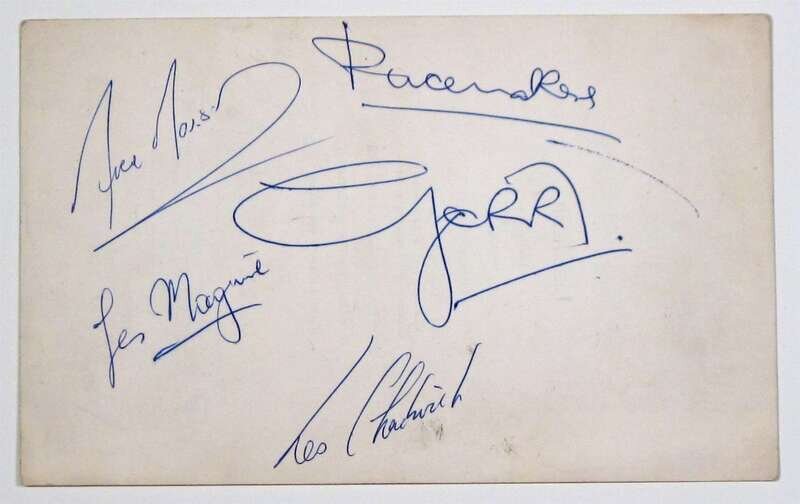 Pacemakers
GERRY.
Les Maguire
Les Chadwick